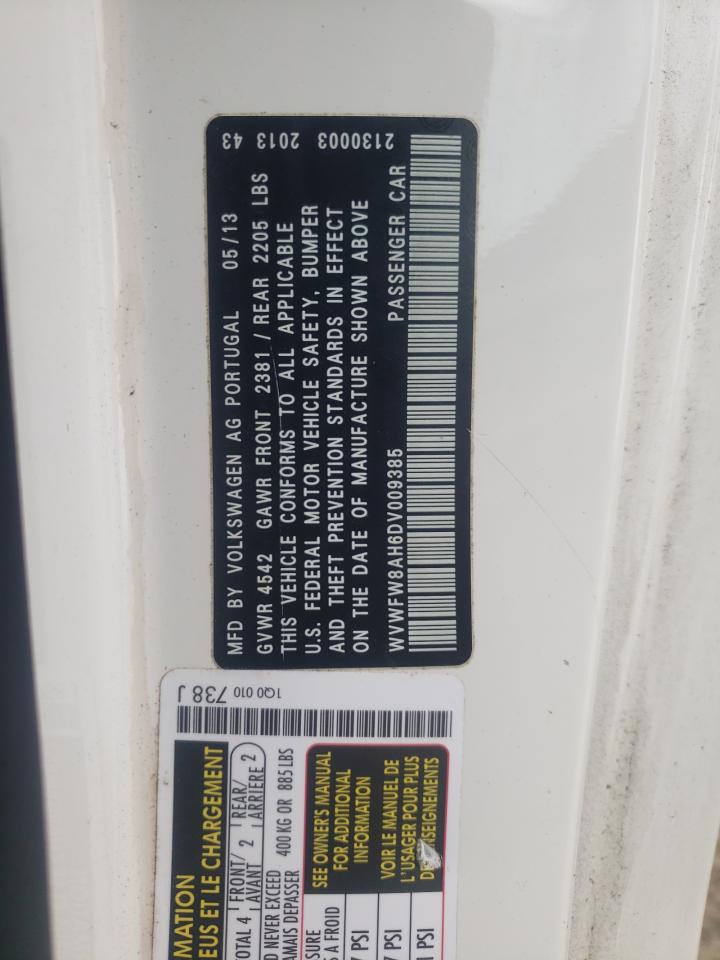 MFD BY VOLKSWAGEN AG PORTUGAL 05/13 43
GVWR 4542 GAWR FRONT 2381 / REAR 2205 LBS 2013
THIS VEHICLE CONFORMS TO ALL APPLICABLE
U.S. FEDERAL MOTOR VEHICLE SAFETY, BUMPER 2130003
AND THEFT PREVENTION STANDARDS IN EFFECT
ON THE DATE OF MANUFACTURE SHOWN ABOVE
WVWFW8AH6DV009385 PASSENGER CAR
1Q0 010 738 J
MATION
EUS ET LE CHARGEMENT
OTAL 4 FRONT/ 2 REAR/ 2
AVANT ARRIERE
D NEVER EXCEED 400 KG OR 885 LBS
AMAIS DEPASSER
SURE
S A FROID
PSI
PSI
PSI
SEE OWNER'S MANUAL
FOR ADDITIONAL
INFORMATION
VOIR LE MANUEL DE
L'USAGER POUR PLUS